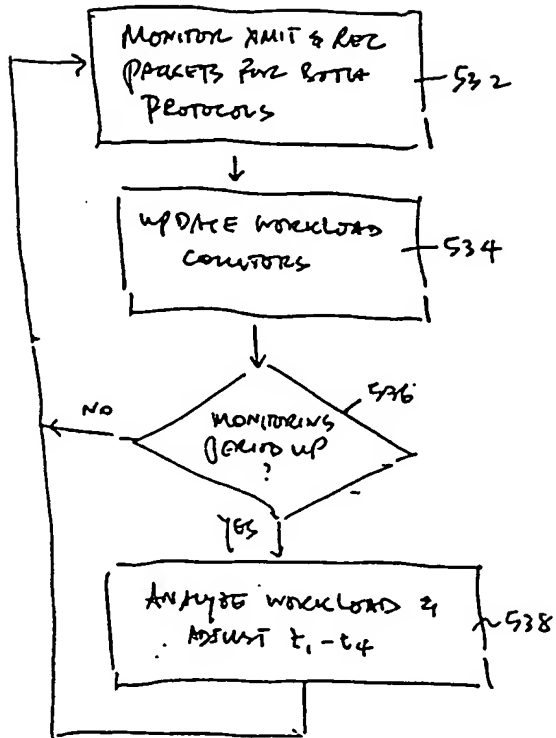 MONITOR XMIT & REC
PACKETS FOR BOTH
PROTOCOLS
532
UPDATE WORKLOAD
COUNTORS
534
536
NO
MONITORING
PERIOD UP
?
YES
ANALYZE WORKLOAD &
ADJUST t₁-t₄
538